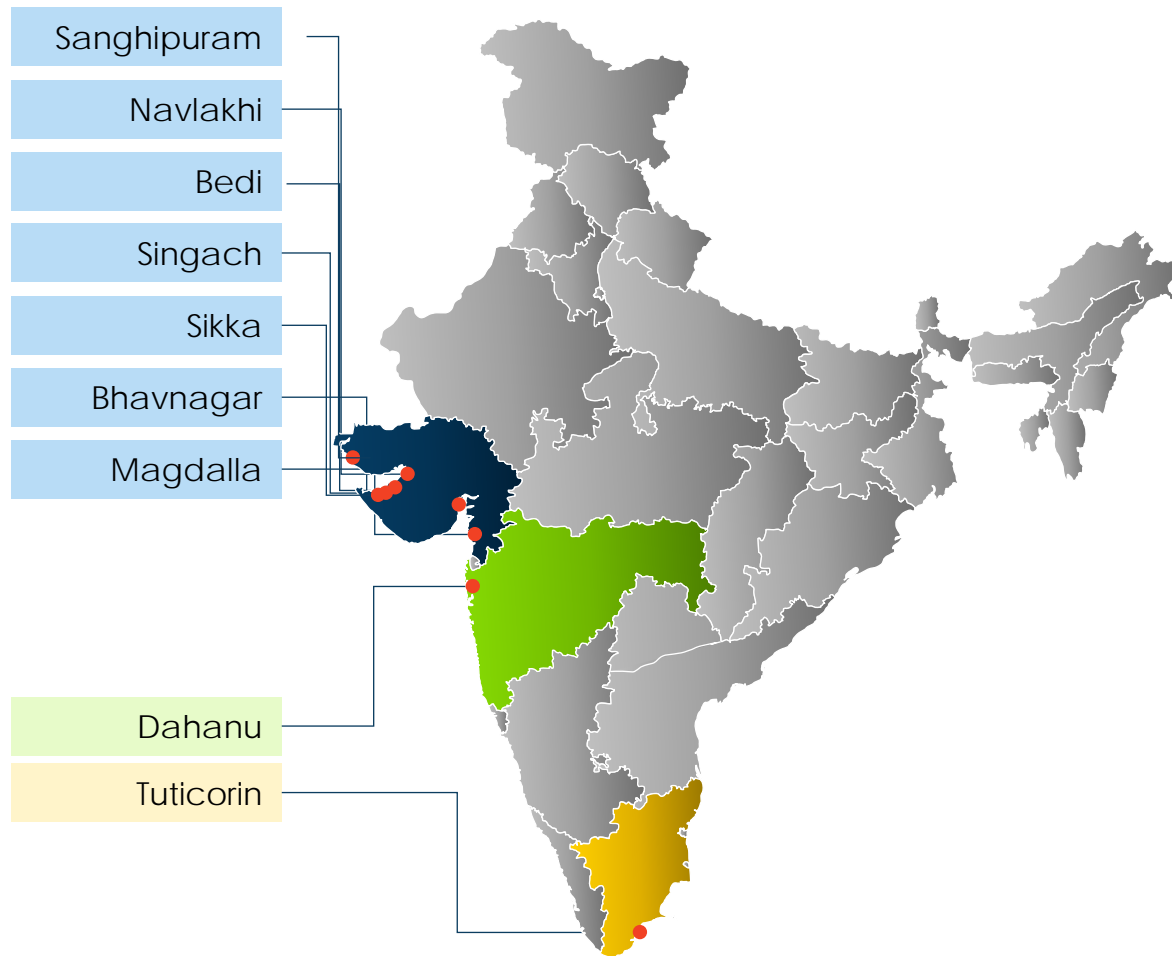 Sanghipuram
Navlakhi
Bedi
Singach
Sikka
Bhavnagar
Magdalla
Dahanu
Tuticorin